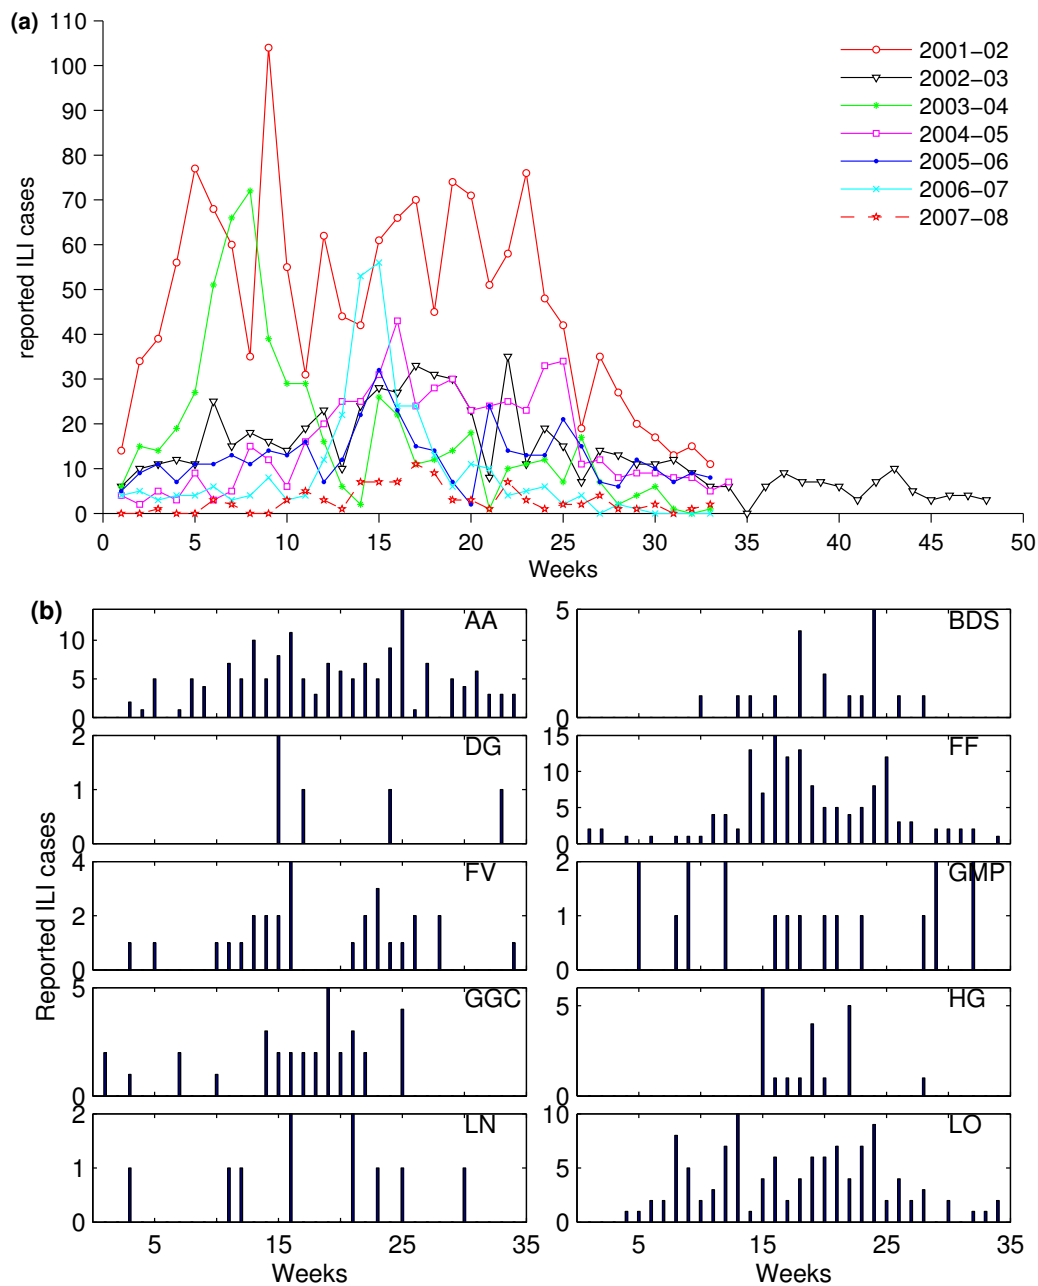 (a)
110
100
90
80
70
60
50
40
30
20
10
0
reported ILI cases
0 5 10 15 20 25 30 35 40 45 50
Weeks
2001−02
2002−03
2003−04
2004−05
2005−06
2006−07
2007−08
(b)
Reported ILI cases
AA
10
5
0
BDS
5
0
DG
2
1
0
FF
15
10
5
0
FV
4
2
0
GMP
2
1
0
GGC
5
0
HG
6
5
0
LN
2
1
0
5 15 25 35
Weeks
LO
10
5
0
5 15 25 35
Weeks